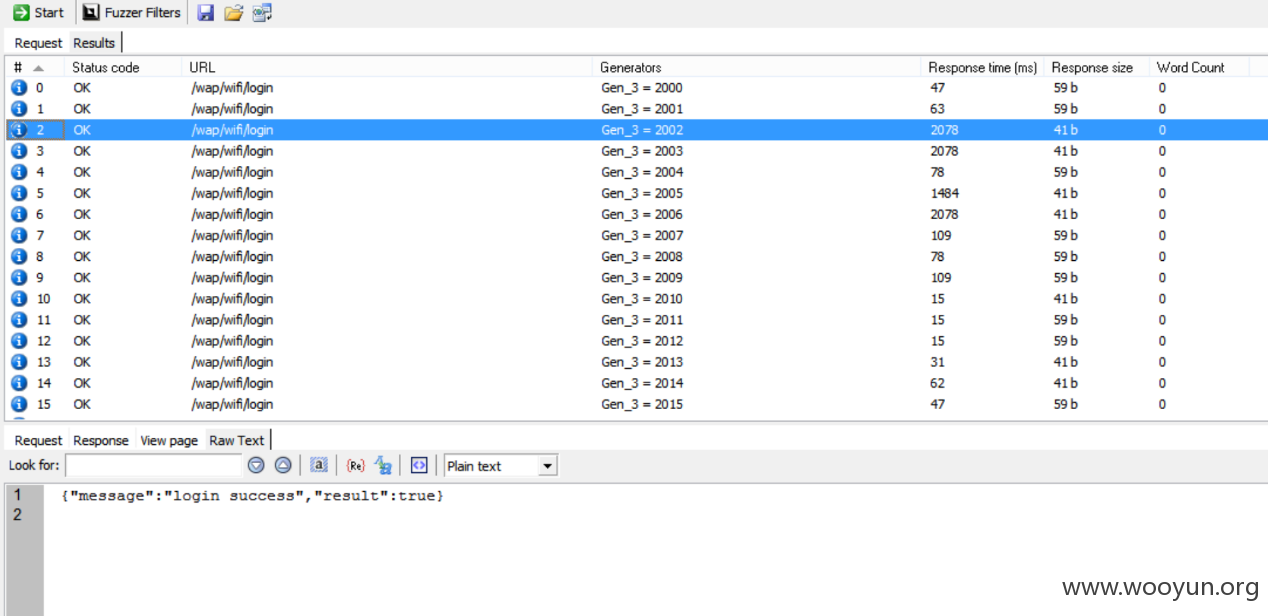 Start Fuzzer Filters
Request Results
# Status code URL Generators Response time (ms) Response size Word Count
0 OK /wap/wifi/login Gen_3 = 2000 47 59 b 0
1 OK /wap/wifi/login Gen_3 = 2001 63 59 b 0
2 OK /wap/wifi/login Gen_3 = 2002 2078 41 b 0
3 OK /wap/wifi/login Gen_3 = 2003 2078 41 b 0
4 OK /wap/wifi/login Gen_3 = 2004 78 59 b 0
5 OK /wap/wifi/login Gen_3 = 2005 1484 41 b 0
6 OK /wap/wifi/login Gen_3 = 2006 2078 41 b 0
7 OK /wap/wifi/login Gen_3 = 2007 109 59 b 0
8 OK /wap/wifi/login Gen_3 = 2008 78 59 b 0
9 OK /wap/wifi/login Gen_3 = 2009 109 59 b 0
10 OK /wap/wifi/login Gen_3 = 2010 15 41 b 0
11 OK /wap/wifi/login Gen_3 = 2011 15 59 b 0
12 OK /wap/wifi/login Gen_3 = 2012 15 59 b 0
13 OK /wap/wifi/login Gen_3 = 2013 31 41 b 0
14 OK /wap/wifi/login Gen_3 = 2014 62 41 b 0
15 OK /wap/wifi/login Gen_3 = 2015 47 59 b 0
Request Response View page Raw Text
Look for: a {Re} Plain text
1 {"message":"login success","result":true}
2
www.wooyun.org